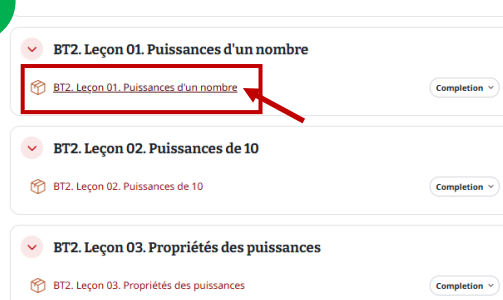 BT2. Leçon 01. Puissances d'un nombre
BT2. Leçon 01. Puissances d'un nombre
Completion
BT2. Leçon 02. Puissances de 10
BT2. Leçon 02. Puissances de 10
Completion
BT2. Leçon 03. Propriétés des puissances
BT2. Leçon 03. Propriétés des puissances
Completion